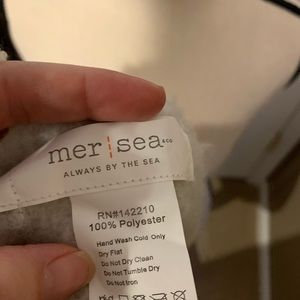 mer|sea &co
ALWAYS BY THE SEA
RN#142210
100% Polyester
Hand Wash Cold Only
Dry Flat
Do Not Dry Clean
Do Not Tumble Dry
Do Not Iron